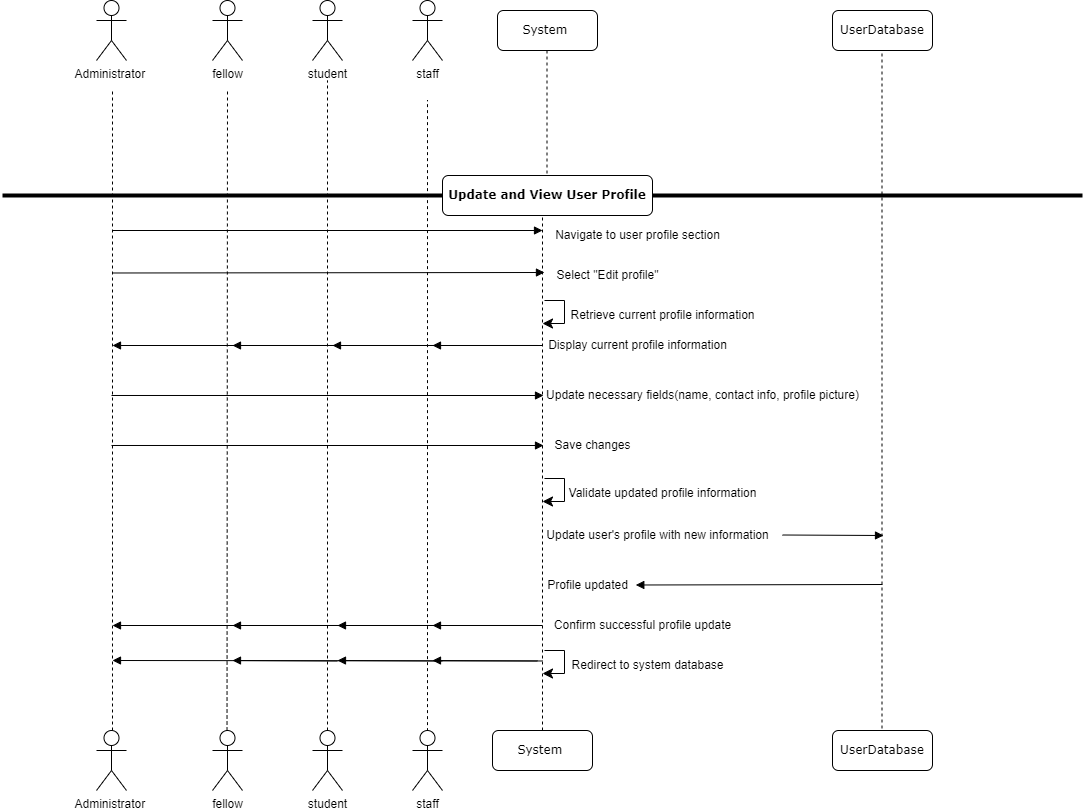 System
UserDatabase
Administrator
fellow
student
staff
Update and View User Profile
Navigate to user profile section
Select "Edit profile"
Retrieve current profile information
Display current profile information
Update necessary fields(name, contact info, profile picture)
Save changes
Validate updated profile information
Update user's profile with new information
Profile updated
Confirm successful profile update
Redirect to system database
System
UserDatabase
Administrator
fellow
student
staff